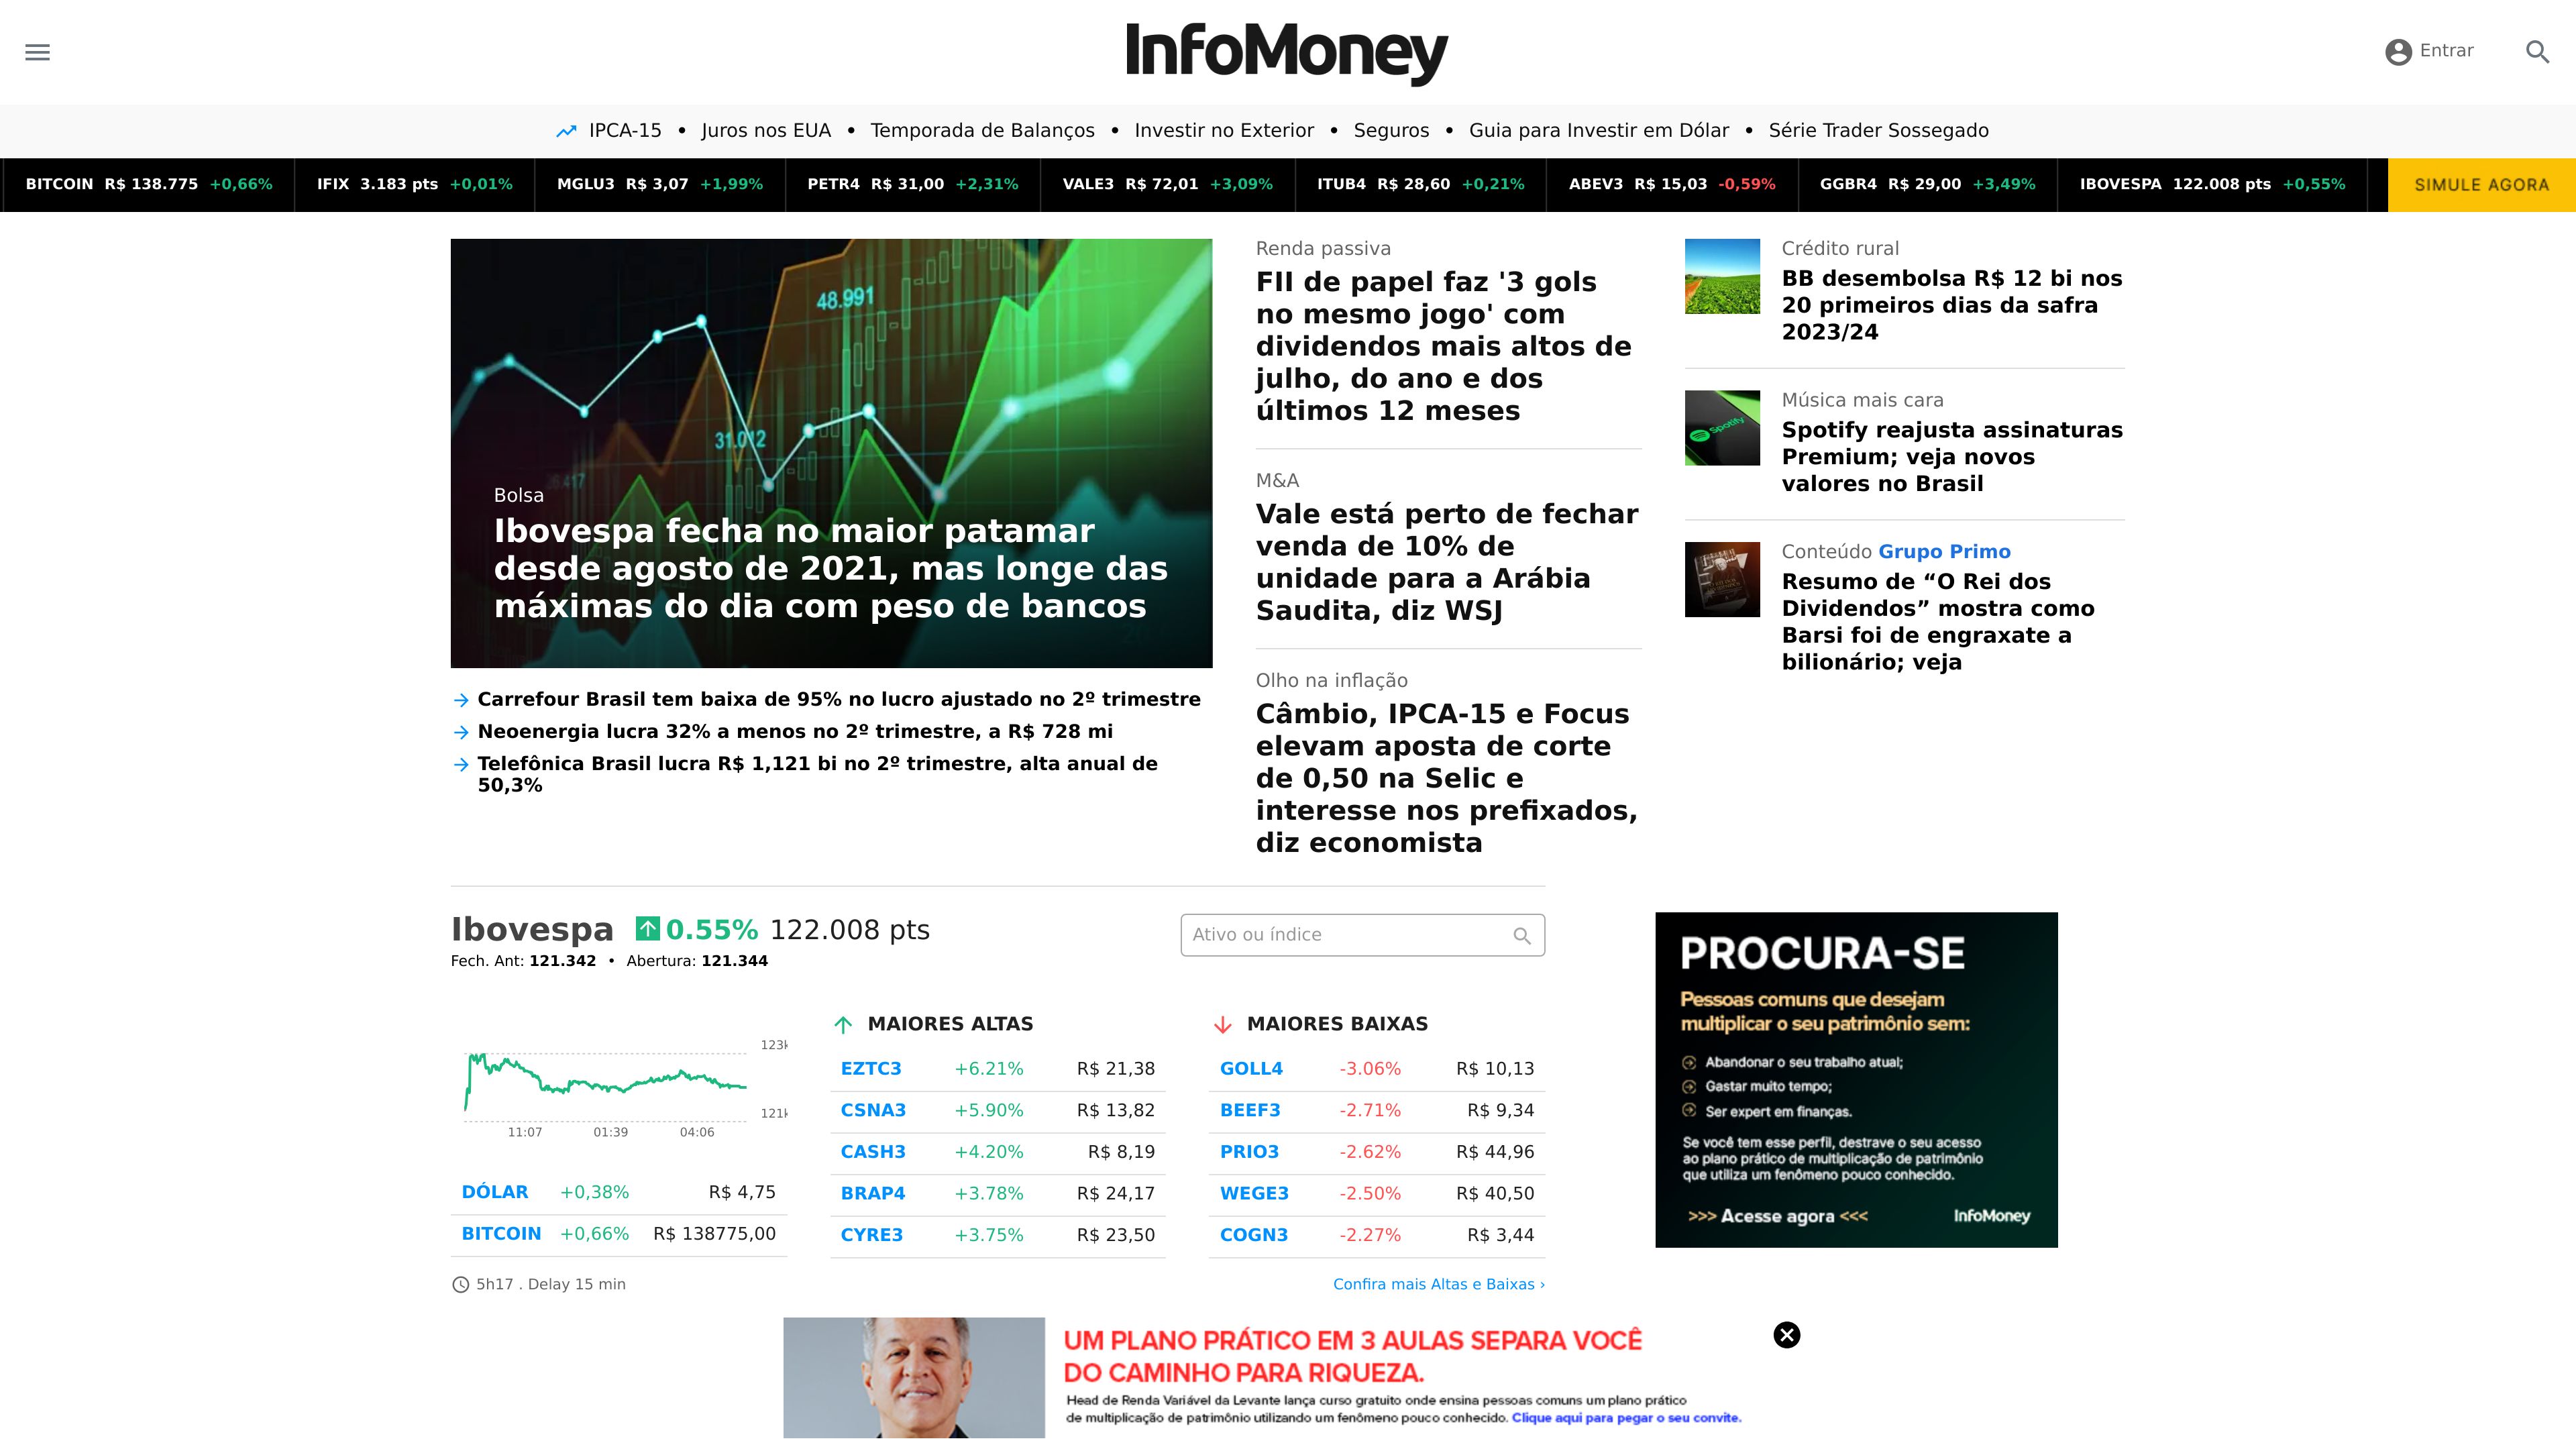 InfoMoney
Entrar
IPCA-15 • Juros nos EUA • Temporada de Balanços • Investir no Exterior • Seguros • Guia para Investir em Dólar • Série Trader Sossegado
BITCOIN R$ 138.775 +0,66% IFIX 3.183 pts +0,01% MGLU3 R$ 3,07 +1,99% PETR4 R$ 31,00 +2,31% VALE3 R$ 72,01 +3,09% ITUB4 R$ 28,60 +0,21% ABEV3 R$ 15,03 -0,59% GGBR4 R$ 29,00 +3,49% IBOVESPA 122.008 pts +0,55% SIMULE AGORA
48.991
31.012
26.417
Bolsa
Ibovespa fecha no maior patamar
desde agosto de 2021, mas longe das
máximas do dia com peso de bancos
Carrefour Brasil tem baixa de 95% no lucro ajustado no 2º trimestre
Neoenergia lucra 32% a menos no 2º trimestre, a R$ 728 mi
Telefônica Brasil lucra R$ 1,121 bi no 2º trimestre, alta anual de
50,3%
Renda passiva
FII de papel faz '3 gols
no mesmo jogo' com
dividendos mais altos de
julho, do ano e dos
últimos 12 meses
M&A
Vale está perto de fechar
venda de 10% de
unidade para a Arábia
Saudita, diz WSJ
Olho na inflação
Câmbio, IPCA-15 e Focus
elevam aposta de corte
de 0,50 na Selic e
interesse nos prefixados,
diz economista
Crédito rural
BB desembolsa R$ 12 bi nos
20 primeiros dias da safra
2023/24
Spotify
Música mais cara
Spotify reajusta assinaturas
Premium; veja novos
valores no Brasil
Conteúdo Grupo Primo
Resumo de “O Rei dos
Dividendos” mostra como
Barsi foi de engraxate a
bilionário; veja
Ibovespa 0.55% 122.008 pts
Fech. Ant: 121.342 • Abertura: 121.344
Ativo ou índice
123k
121k
11:07 01:39 04:06
DÓLAR +0,38% R$ 4,75
BITCOIN +0,66% R$ 138775,00
5h17 . Delay 15 min
MAIORES ALTAS
EZTC3 +6.21% R$ 21,38
CSNA3 +5.90% R$ 13,82
CASH3 +4.20% R$ 8,19
BRAP4 +3.78% R$ 24,17
CYRE3 +3.75% R$ 23,50
MAIORES BAIXAS
GOLL4 -3.06% R$ 10,13
BEEF3 -2.71% R$ 9,34
PRIO3 -2.62% R$ 44,96
WEGE3 -2.50% R$ 40,50
COGN3 -2.27% R$ 3,44
Confira mais Altas e Baixas ›
PROCURA-SE
Pessoas comuns que desejam
multiplicar o seu patrimônio sem:
Abandonar o seu trabalho atual;
Gastar muito tempo;
Ser expert em finanças.
Se você tem esse perfil, destrave o seu acesso
ao plano prático de multiplicação de patrimônio
que utiliza um fenômeno pouco conhecido.
>>> Acesse agora <<< InfoMoney
UM PLANO PRÁTICO EM 3 AULAS SEPARA VOCÊ
DO CAMINHO PARA RIQUEZA.
Head de Renda Variável da Levante lança curso gratuito onde ensina pessoas comuns um plano prático
de multiplicação de patrimônio utilizando um fenômeno pouco conhecido. Clique aqui para pegar o seu convite.